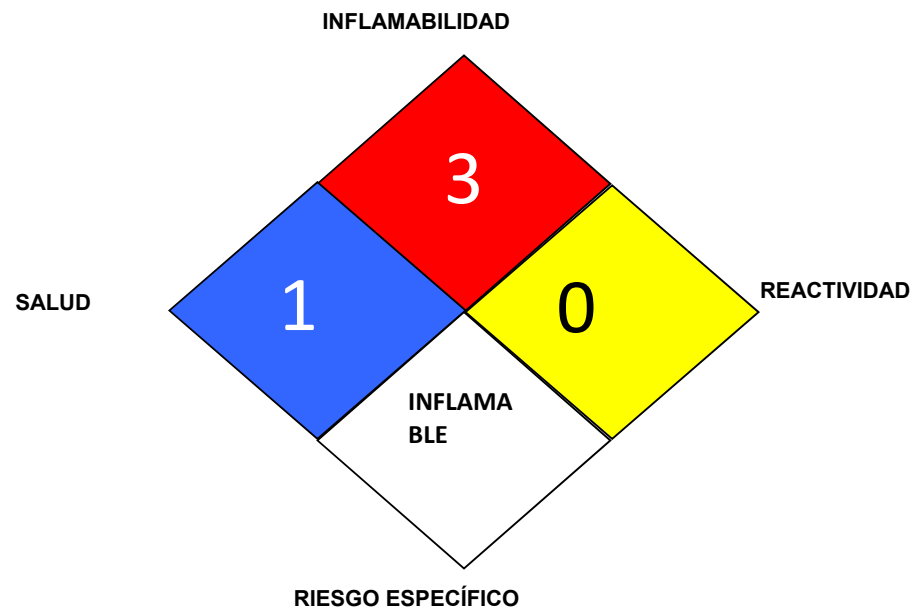 INFLAMABILIDAD
3
SALUD
1
0
REACTIVIDAD
INFLAMA
BLE
RIESGO ESPECÍFICO